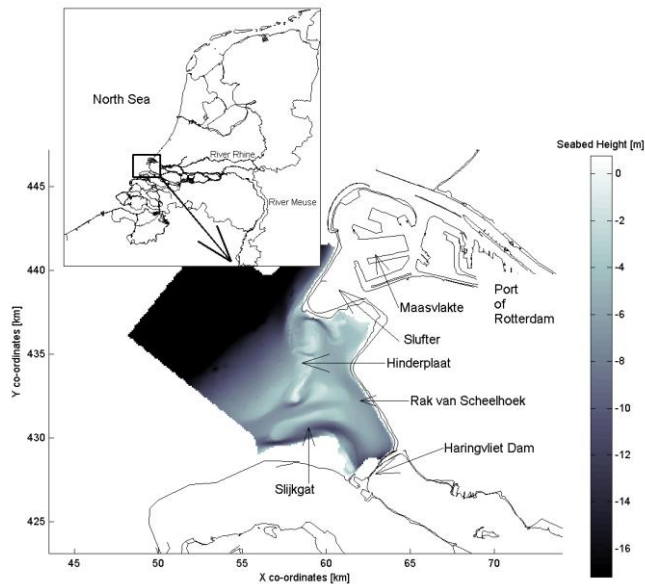 North Sea
River Rhine
River Meuse
Seabed Height [m]
0
-2
-4
-6
-8
-10
-12
-14
-16
Y co-ordinates [km]
445
440
435
430
425
Maasvlakte
Port
of
Rotterdam
Slufter
Hinderplaat
Rak van Scheelhoek
Haringvliet Dam
Slijkgat
45
50
55
60
65
70
X co-ordinates [km]